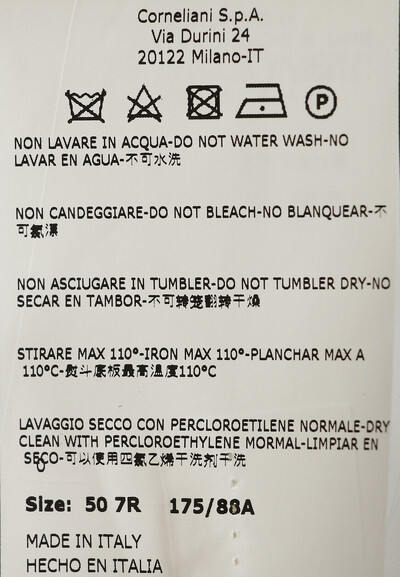 Corneliani S.p.A.
Via Durini 24
20122 Milano-IT
P
NON LAVARE IN ACQUA-DO NOT WATER WASH-NO
LAVAR EN AGUA-不可水洗
NON CANDEGGIARE-DO NOT BLEACH-NO BLANQUEAR-不
可氯漂
NON ASCIUGARE IN TUMBLER-DO NOT TUMBLER DRY-NO
SECAR EN TAMBOR-不可转笼翻转干燥
STIRARE MAX 110°-IRON MAX 110°-PLANCHAR MAX A
110°C-熨斗底板最高温度110°C
LAVAGGIO SECCO CON PERCLOROETILENE NORMALE-DRY
CLEAN WITH PERCLOROETHYLENE MORMAL-LIMPIAR EN
SECO-可以使用四氯乙烯干洗剂干洗
Size: 50 7R 175/88A
MADE IN ITALY
HECHO EN ITALIA